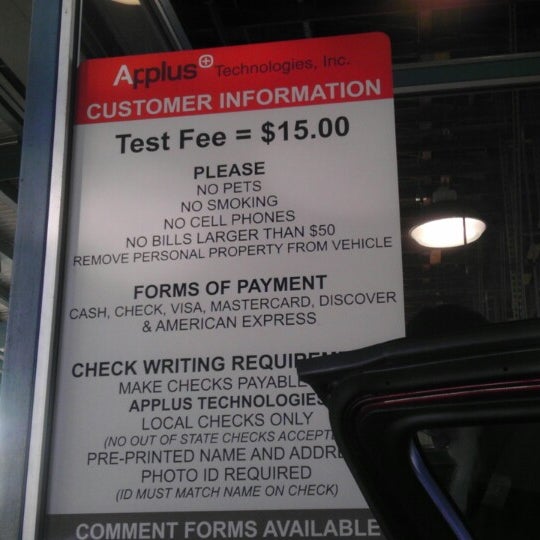 Applus+ Technologies, Inc.
CUSTOMER INFORMATION
Test Fee = $15.00
PLEASE
NO PETS
NO SMOKING
NO CELL PHONES
NO BILLS LARGER THAN $50
REMOVE PERSONAL PROPERTY FROM VEHICLE
FORMS OF PAYMENT
CASH, CHECK, VISA, MASTERCARD, DISCOVER
& AMERICAN EXPRESS
CHECK WRITING
MAKE CHECKS PAYABLE
APPLUS TECHNOLOGIES
LOCAL CHECKS ONLY
(NO OUT OF STATE CHECKS
PRE-PRINTED NAME AND
PHOTO ID REQUIRED
(ID MUST MATCH NAME ON CHECK)
COMMENT FORMS AVAILABLE